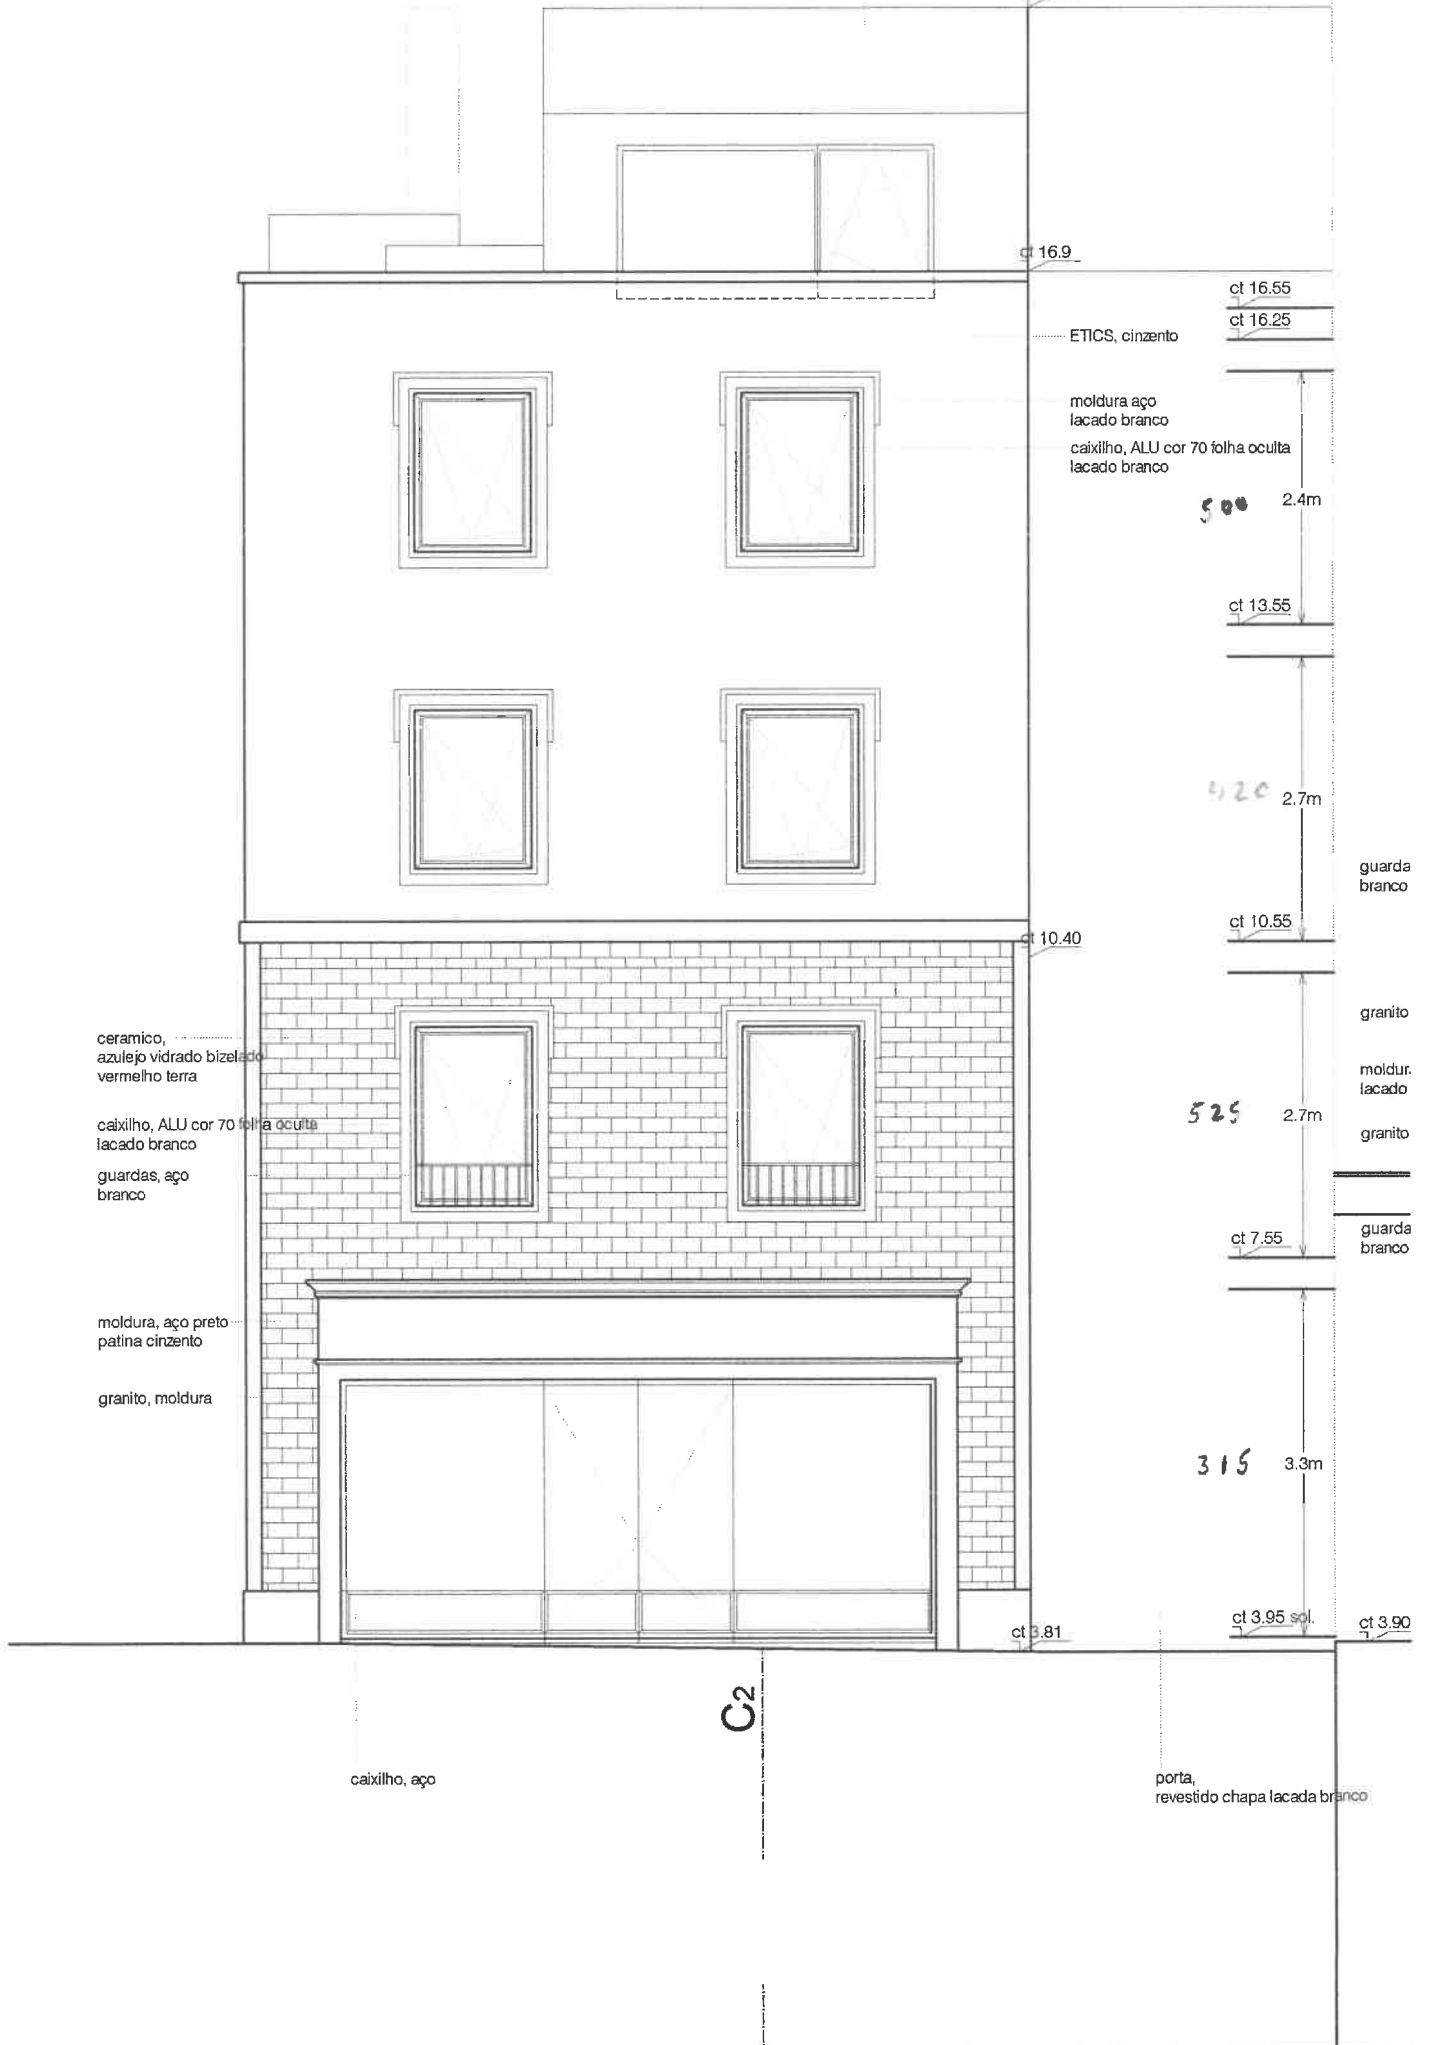 ct 16.9
ct 16.55
ct 16.25
ETICS, cinzento
moldura aço
lacado branco
caixilho, ALU cor 70 folha oculta
lacado branco
500
2.4m
ct 13.55
420
2.7m
guarda
branco
ct 10.55
ct 10.40
granito
ceramico,
azulejo vidrado bizelado
vermelho terra
moldur.
lacado
caixilho, ALU cor 70 folha oculta
lacado branco
525
2.7m
granito
guardas, aço
branco
ct 7.55
guarda
branco
moldura, aço preto
patina cinzento
granito, moldura
315
3.3m
ct 3.95 sol.
ct 3.90
ct 3.81
C2
caixilho, aço
porta,
revestido chapa lacada branco